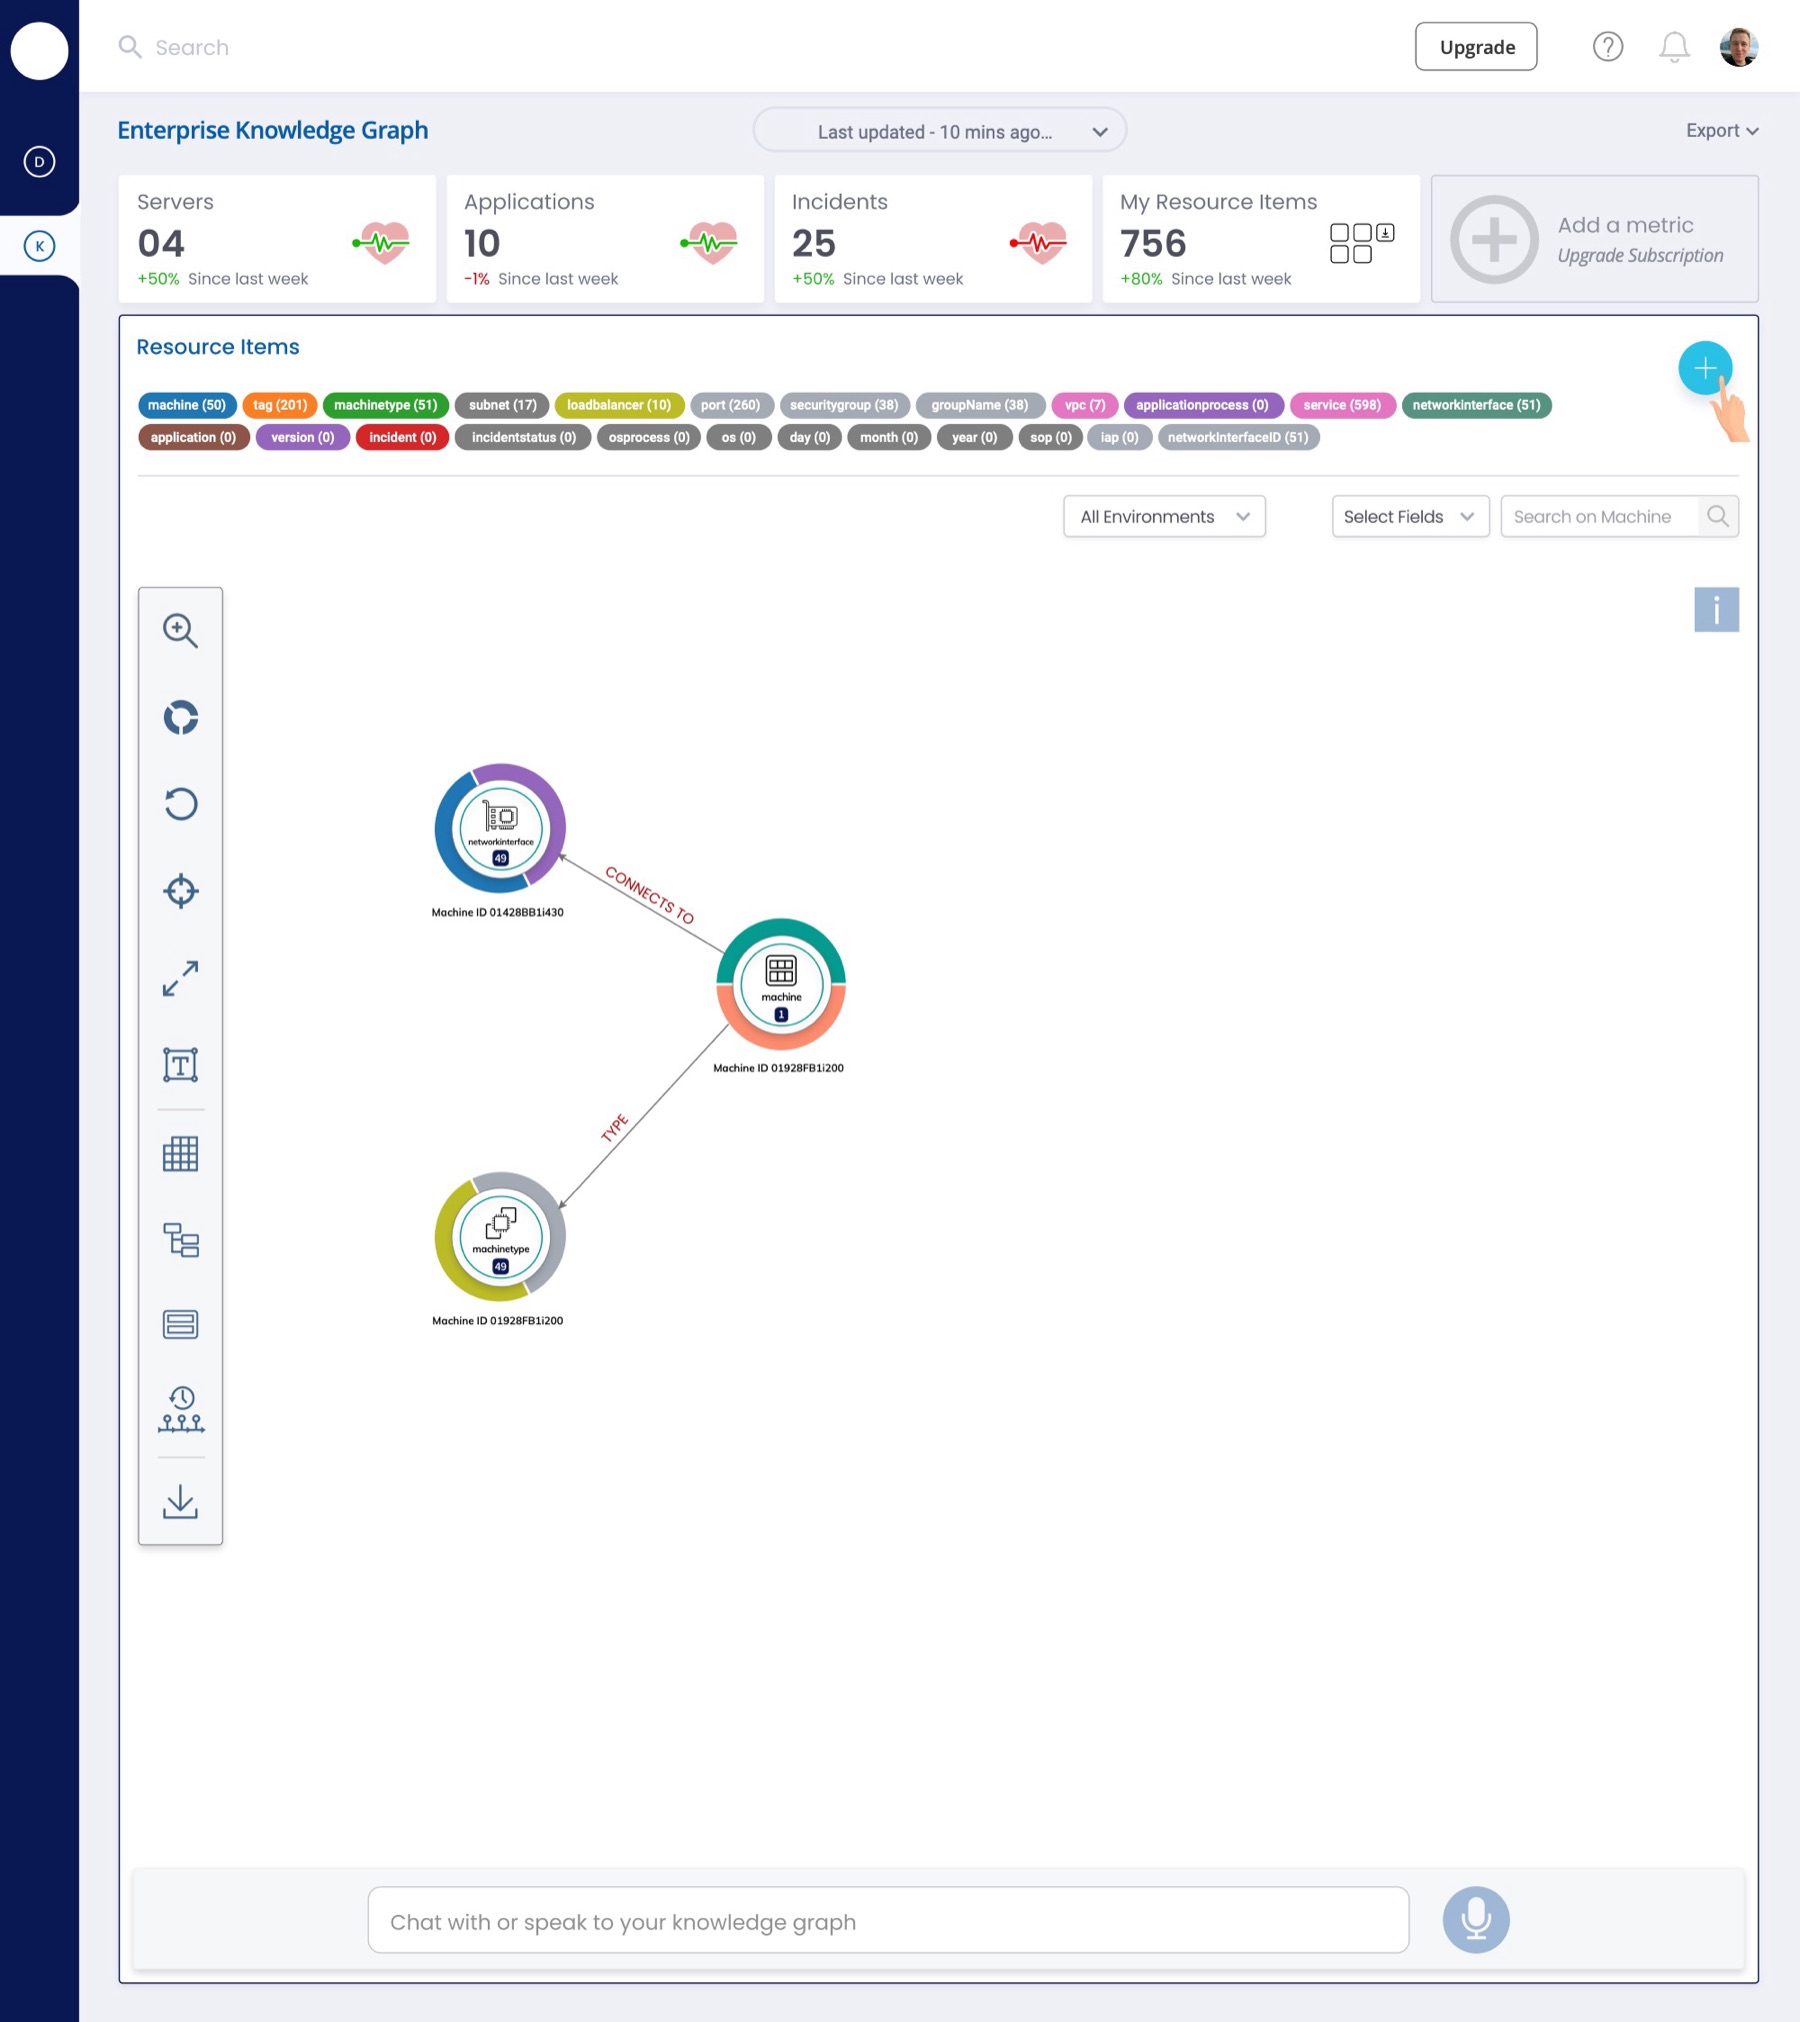 Search
Upgrade
?
D
K
Enterprise Knowledge Graph
Last updated - 10 mins ago...
Export
Servers
04
+50% Since last week
Applications
10
-1% Since last week
Incidents
25
+50% Since last week
My Resource Items
756
+80% Since last week
Add a metric
Upgrade Subscription
Resource Items
machine (50) tag (201) machinetype (51) subnet (17) loadbalancer (10) port (260) securitygroup (38) groupName (38) vpc (7) applicationprocess (0) service (598) networkinterface (51)
application (0) version (0) incident (0) incidentstatus (0) osprocess (0) os (0) day (0) month (0) year (0) sop (0) iap (0) networkInterfaceID (51)
All Environments
Select Fields
Search on Machine
i
T
networkinterface
49
Machine ID 01428BB1i430
CONNECTS TO
machine
1
Machine ID 01928FB1i200
TYPE
machinetype
49
Machine ID 01928FB1i200
Chat with or speak to your knowledge graph